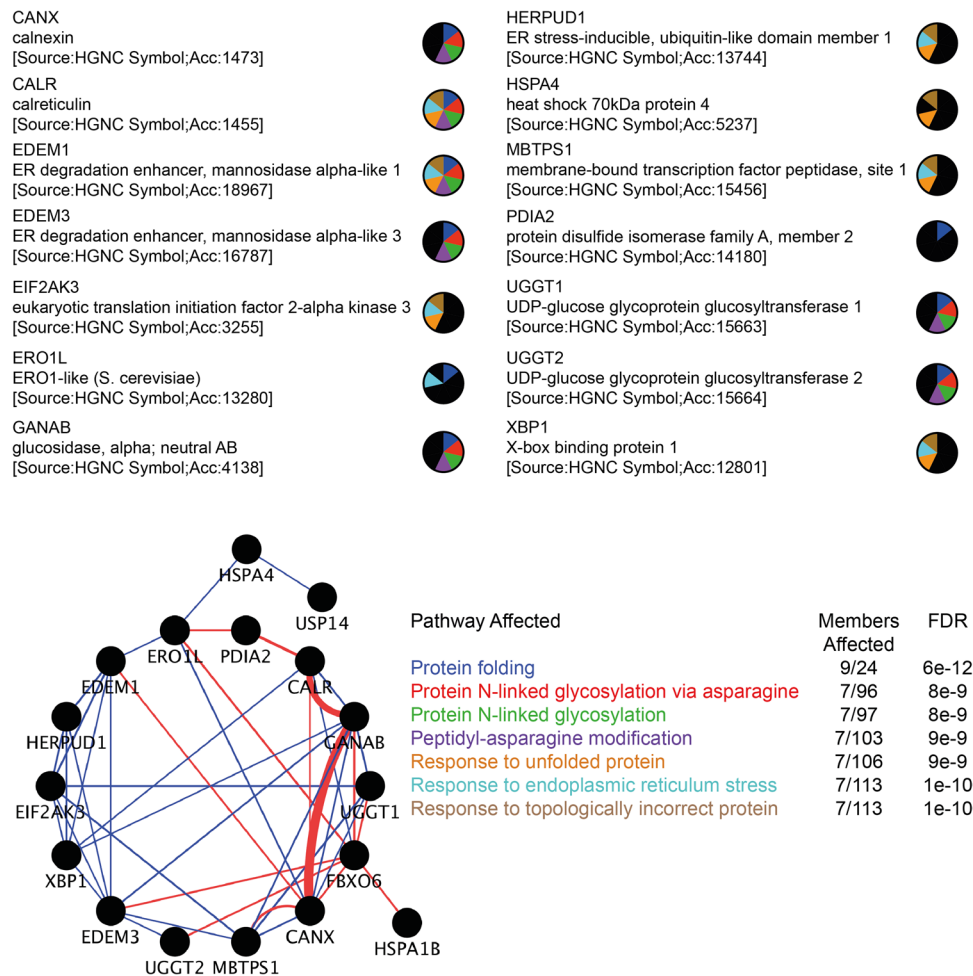 CANX
calnexin
[Source:HGNC Symbol;Acc:1473]
CALR
calreticulin
[Source:HGNC Symbol;Acc:1455]
EDEM1
ER degradation enhancer, mannosidase alpha-like 1
[Source:HGNC Symbol;Acc:18967]
EDEM3
ER degradation enhancer, mannosidase alpha-like 3
[Source:HGNC Symbol;Acc:16787]
EIF2AK3
eukaryotic translation initiation factor 2-alpha kinase 3
[Source:HGNC Symbol;Acc:3255]
ERO1L
ERO1-like (S. cerevisiae)
[Source:HGNC Symbol;Acc:13280]
GANAB
glucosidase, alpha; neutral AB
[Source:HGNC Symbol;Acc:4138]
HERPUD1
ER stress-inducible, ubiquitin-like domain member 1
[Source:HGNC Symbol;Acc:13744]
HSPA4
heat shock 70kDa protein 4
[Source:HGNC Symbol;Acc:5237]
MBTPS1
membrane-bound transcription factor peptidase, site 1
[Source:HGNC Symbol;Acc:15456]
PDIA2
protein disulfide isomerase family A, member 2
[Source:HGNC Symbol;Acc:14180]
UGGT1
UDP-glucose glycoprotein glucosyltransferase 1
[Source:HGNC Symbol;Acc:15663]
UGGT2
UDP-glucose glycoprotein glucosyltransferase 2
[Source:HGNC Symbol;Acc:15664]
XBP1
X-box binding protein 1
[Source:HGNC Symbol;Acc:12801]
HSPA4
USP14
ERO1L
PDIA2
CALR
EDEM1
HERPUD1
GANAB
EIF2AK3
UGGT1
XBP1
FBXO6
EDEM3
CANX
HSPA1B
UGGT2
MBTPS1
Pathway Affected Members Affected FDR
Protein folding 9/24 6e-12
Protein N-linked glycosylation via asparagine 7/96 8e-9
Protein N-linked glycosylation 7/97 8e-9
Peptidyl-asparagine modification 7/103 9e-9
Response to unfolded protein 7/106 9e-9
Response to endoplasmic reticulum stress 7/113 1e-10
Response to topologically incorrect protein 7/113 1e-10